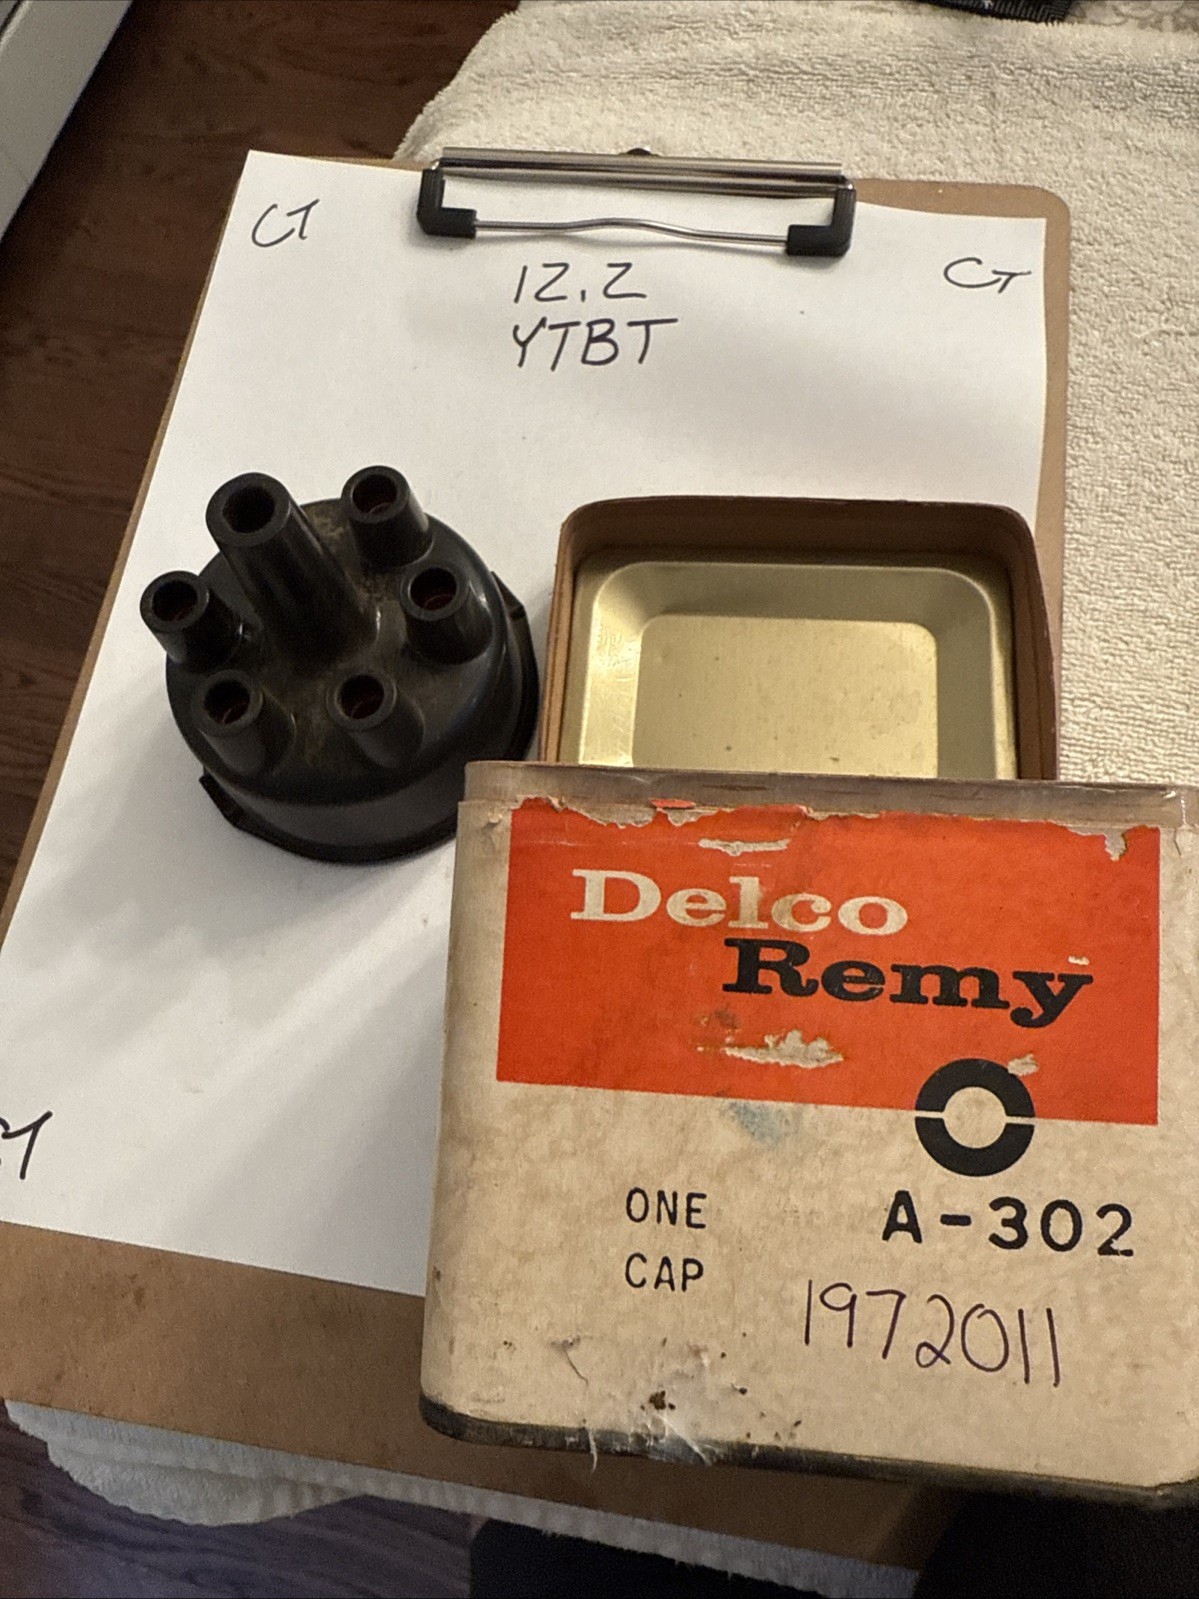 CT
CT
12.2
YTBT
Delco
Remy
ONE
CAP
A-302
1972011